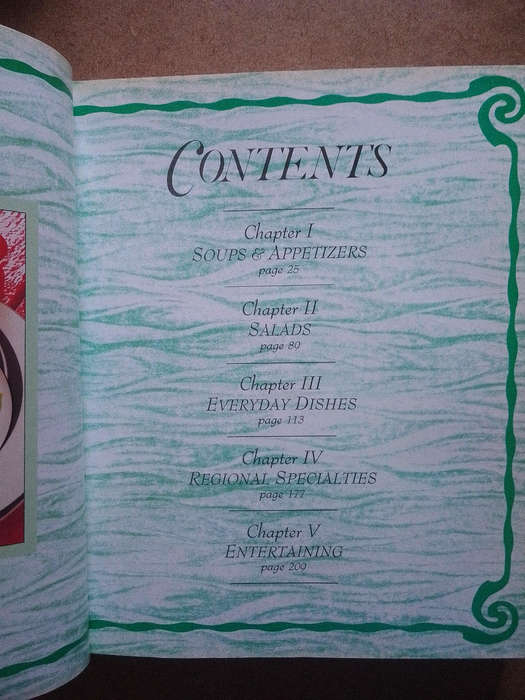 CONTENTS
Chapter I
SOUPS & APPETIZERS
page 25
Chapter II
SALADS
page 89
Chapter III
EVERYDAY DISHES
page 113
Chapter IV
REGIONAL SPECIALTIES
page 177
Chapter V
ENTERTAINING
page 209